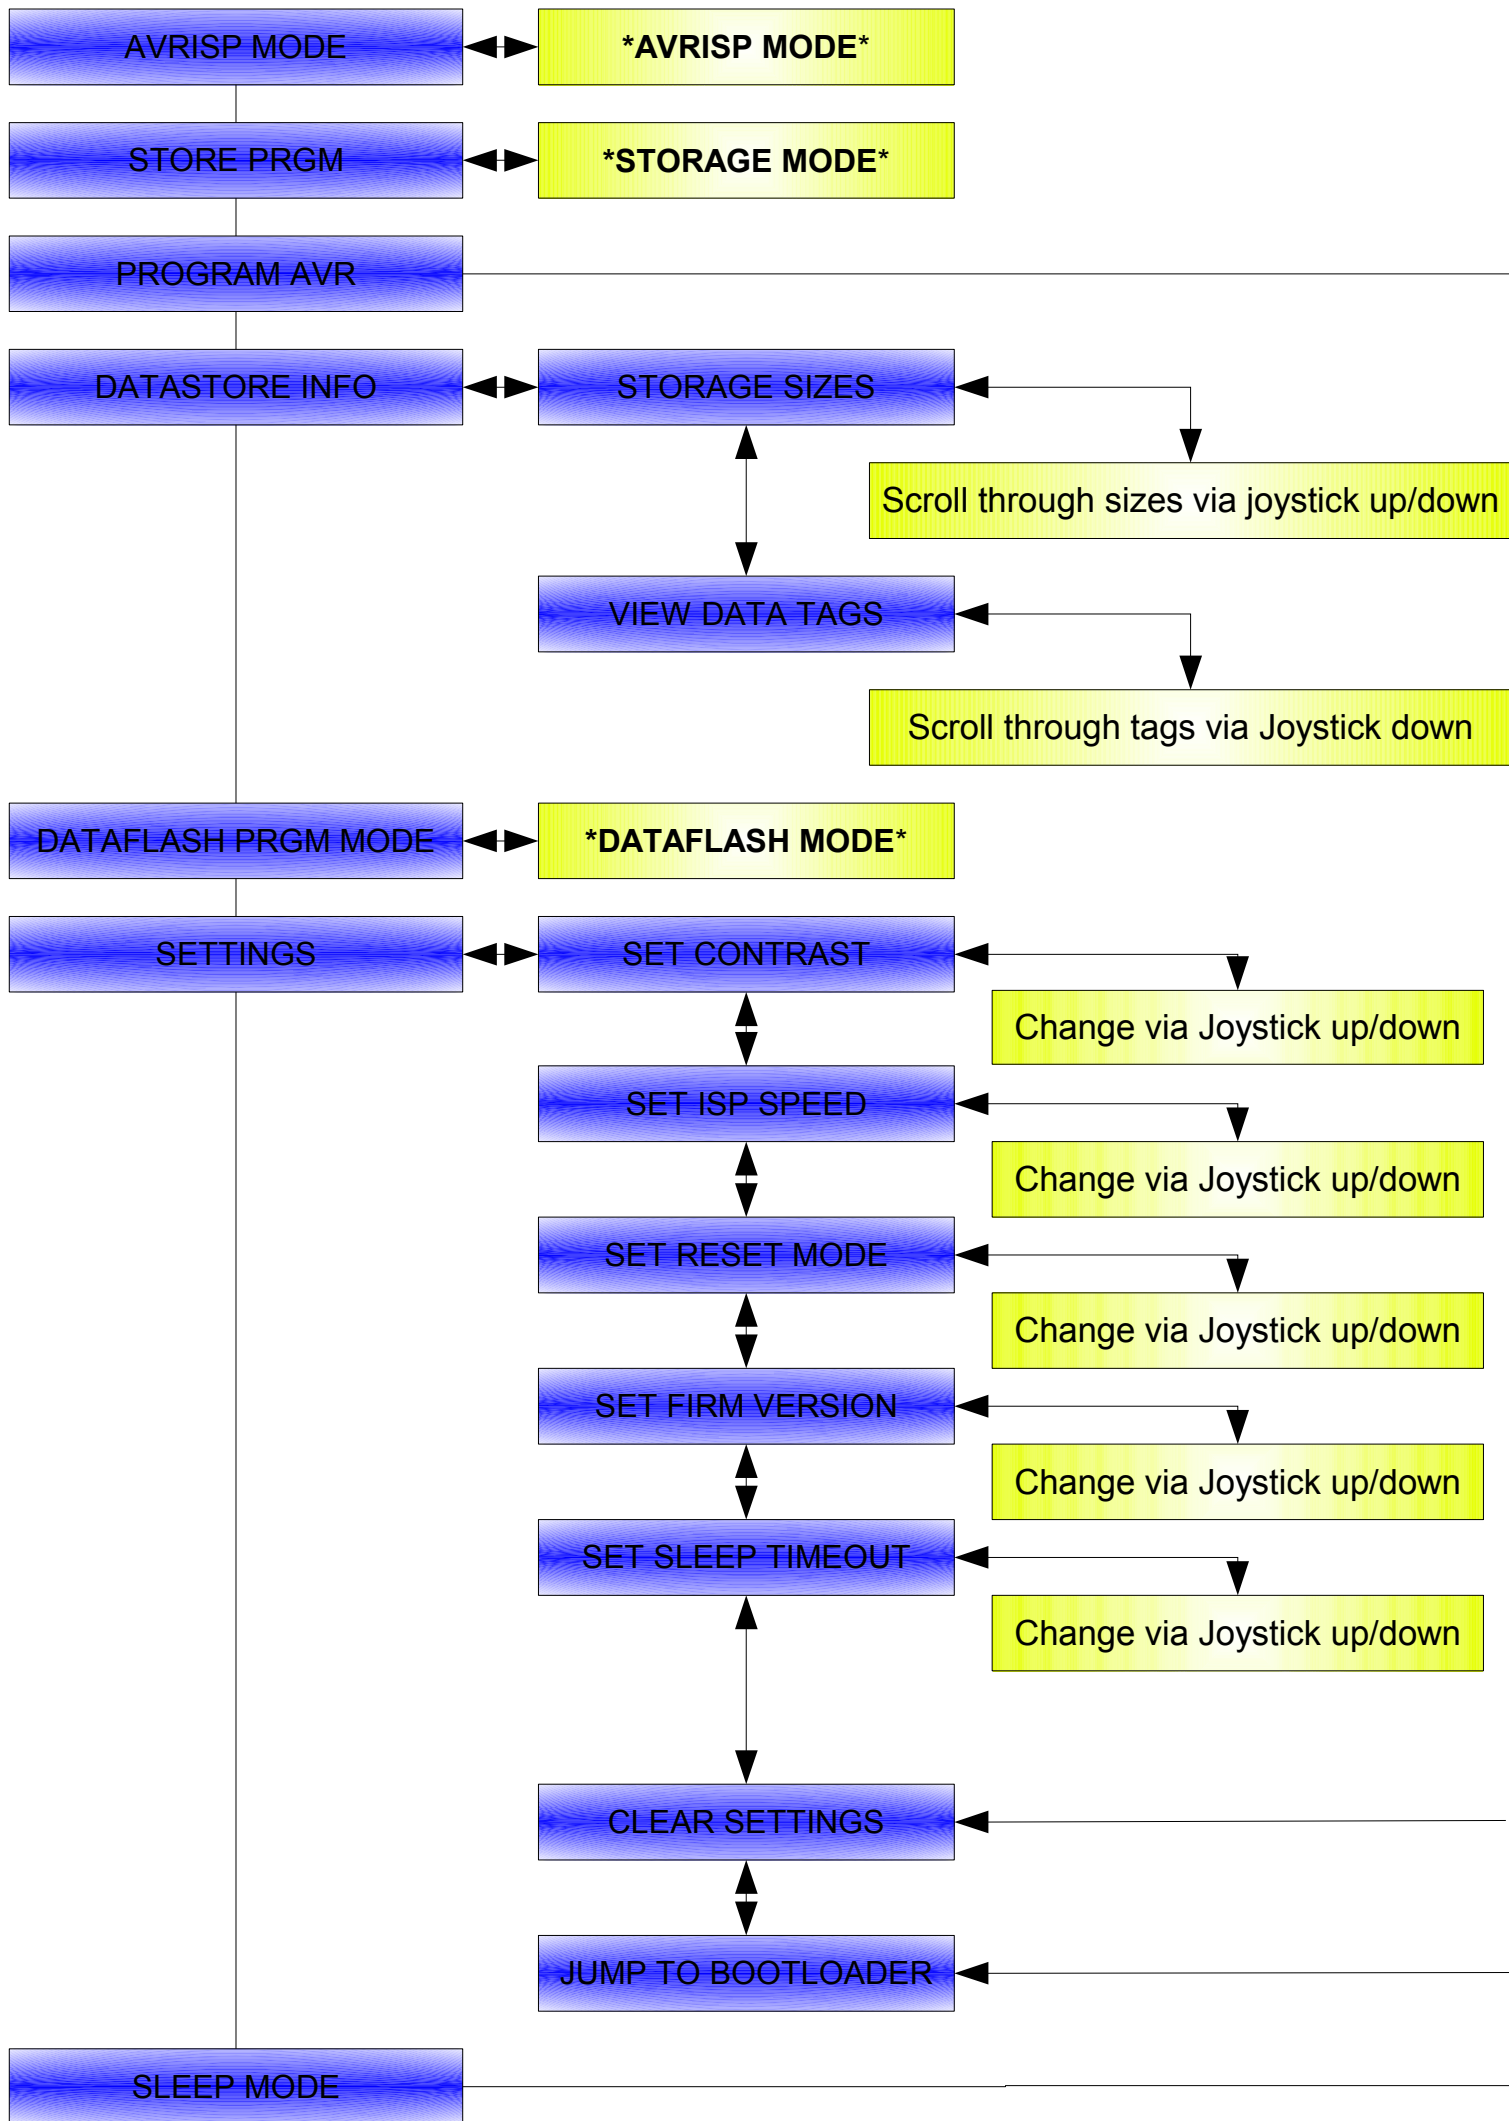 AVRISP MODE
*AVRISP MODE*
STORE PRGM
*STORAGE MODE*
PROGRAM AVR
DATASTORE INFO
STORAGE SIZES
Scroll through sizes via joystick up/down
VIEW DATA TAGS
Scroll through tags via Joystick down
DATAFLASH PRGM MODE
*DATAFLASH MODE*
SETTINGS
SET CONTRAST
Change via Joystick up/down
SET ISP SPEED
Change via Joystick up/down
SET RESET MODE
Change via Joystick up/down
SET FIRM VERSION
Change via Joystick up/down
SET SLEEP TIMEOUT
Change via Joystick up/down
CLEAR SETTINGS
JUMP TO BOOTLOADER
SLEEP MODE